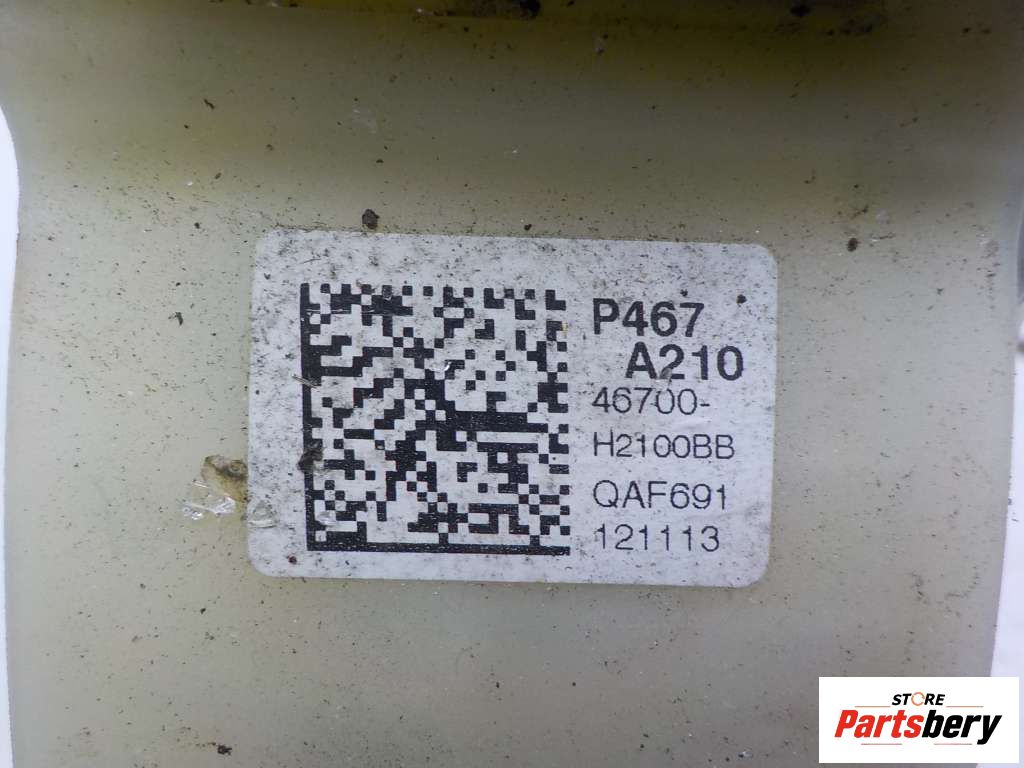 P467
A210
46700-
H2100BB
QAF691
121113
STORE
Partsbery